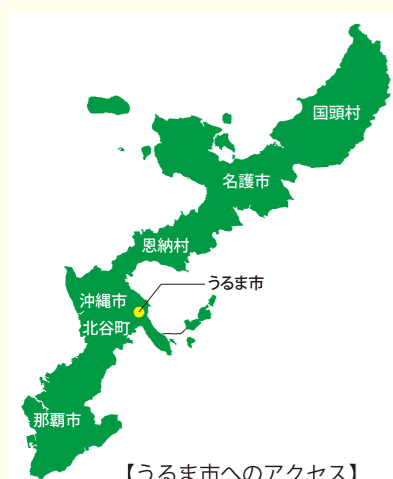 国頭村
名護市
恩納村
うるま市
沖縄市
北谷町
那覇市
【うるま市へのアクセス】